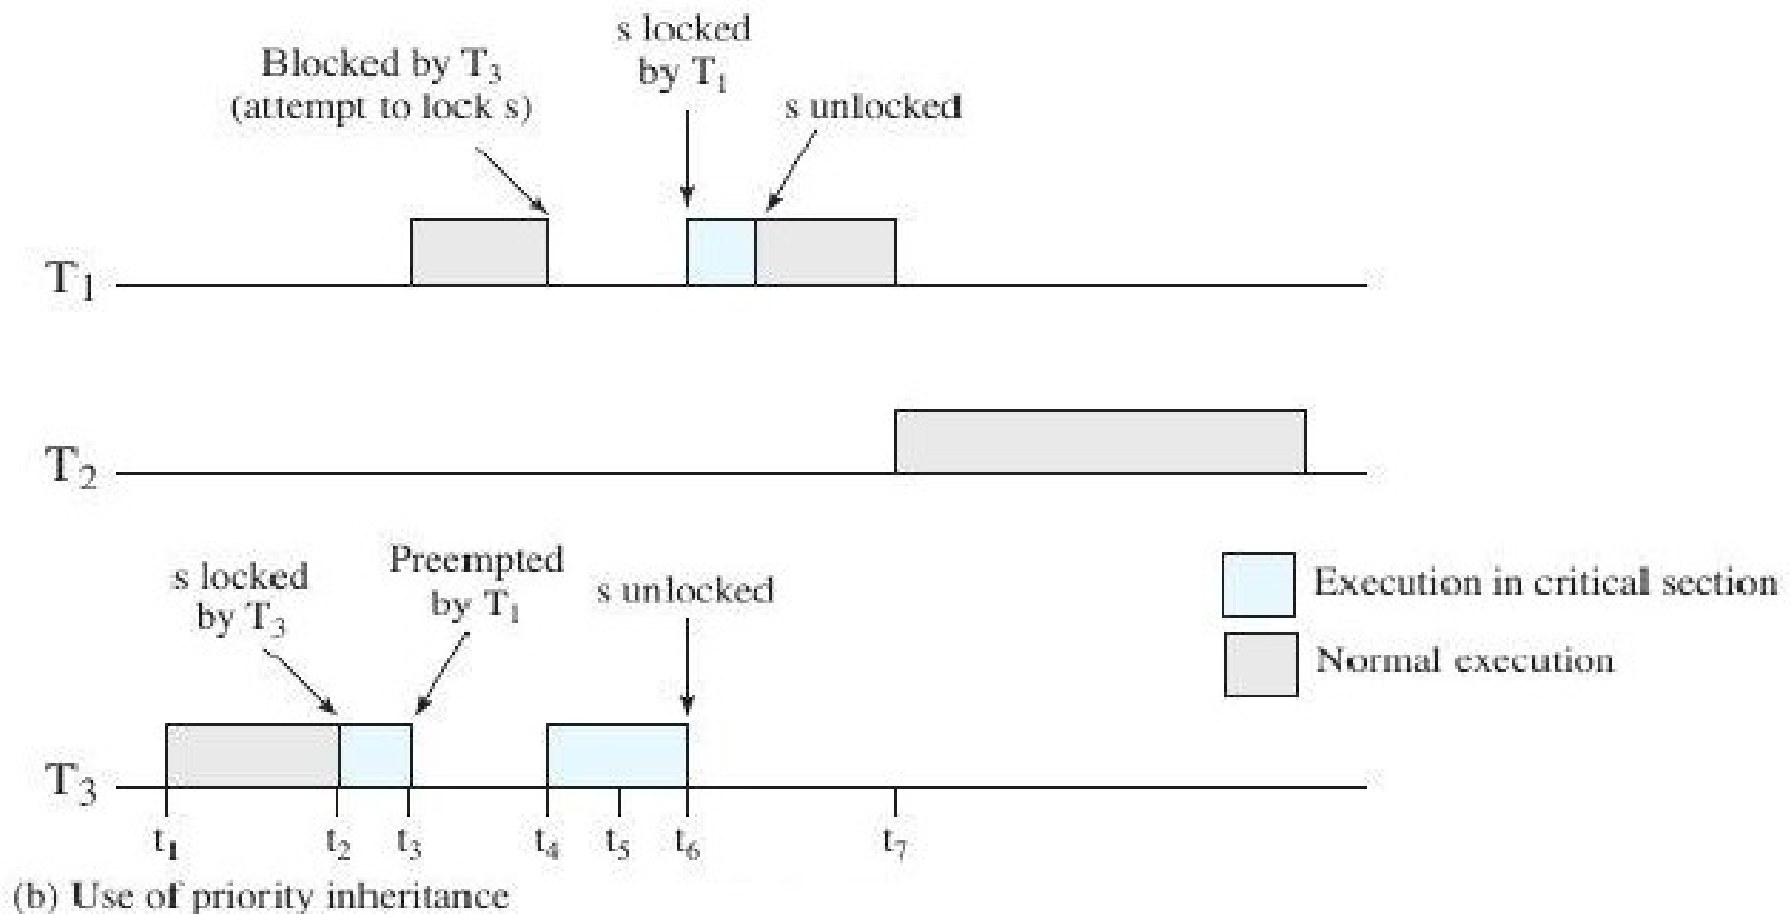 s locked
by T₁
Blocked by T₃
(attempt to lock s)
s unlocked
T₁
T₂
s locked
by T₃
Preempted
by T₁
s unlocked
Execution in critical section
Normal execution
T₃
t₁ t₂ t₃ t₄ t₅ t₆ t₇
(b) Use of priority inheritance